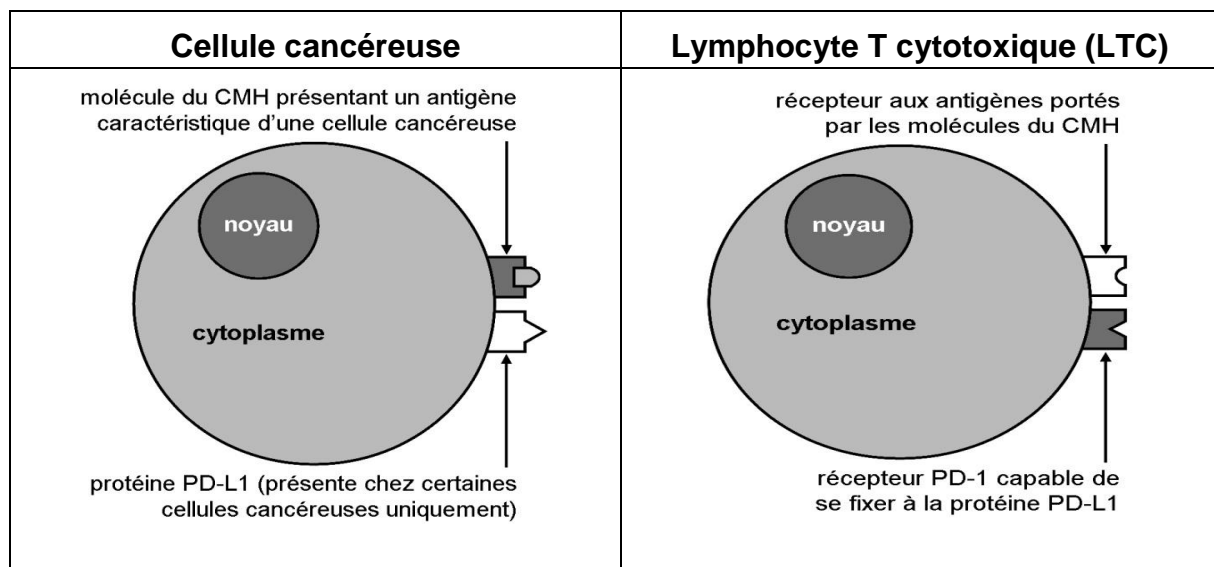 Cellule cancéreuse
molécule du CMH présentant un antigène
caractéristique d'une cellule cancéreuse
noyau
cytoplasme
protéine PD-L1 (présente chez certaines
cellules cancéreuses uniquement)
Lymphocyte T cytotoxique (LTC)
récepteur aux antigènes portés
par les molécules du CMH
noyau
cytoplasme
récepteur PD-1 capable de
se fixer à la protéine PD-L1